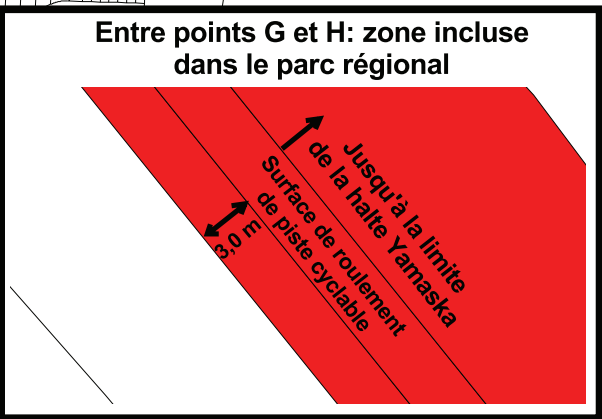 Entre points G et H: zone incluse
dans le parc régional
Jusqu'à la limite
de la halte Yamaska
Surface de roulement
de piste cyclable
3,0 m